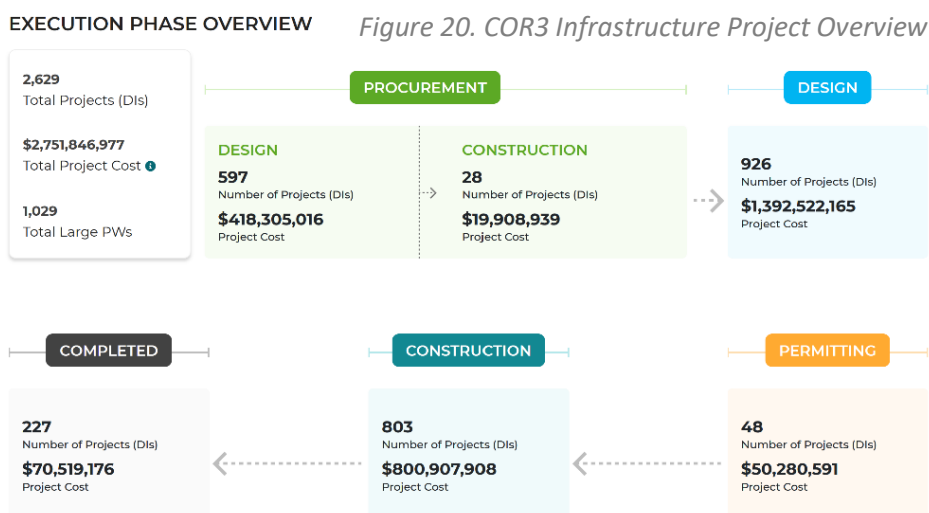 EXECUTION PHASE OVERVIEW
Figure 20. COR3 Infrastructure Project Overview
2,629
Total Projects (DIs)
$2,751,846,977
Total Project Cost
1,029
Total Large PWs
PROCUREMENT
DESIGN
597
Number of Projects (DIs)
$418,305,016
Project Cost
CONSTRUCTION
28
Number of Projects (DIs)
$19,908,939
Project Cost
DESIGN
926
Number of Projects (DIs)
$1,392,522,165
Project Cost
COMPLETED
227
Number of Projects (DIs)
$70,519,176
Project Cost
CONSTRUCTION
803
Number of Projects (DIs)
$800,907,908
Project Cost
PERMITTING
48
Number of Projects (DIs)
$50,280,591
Project Cost